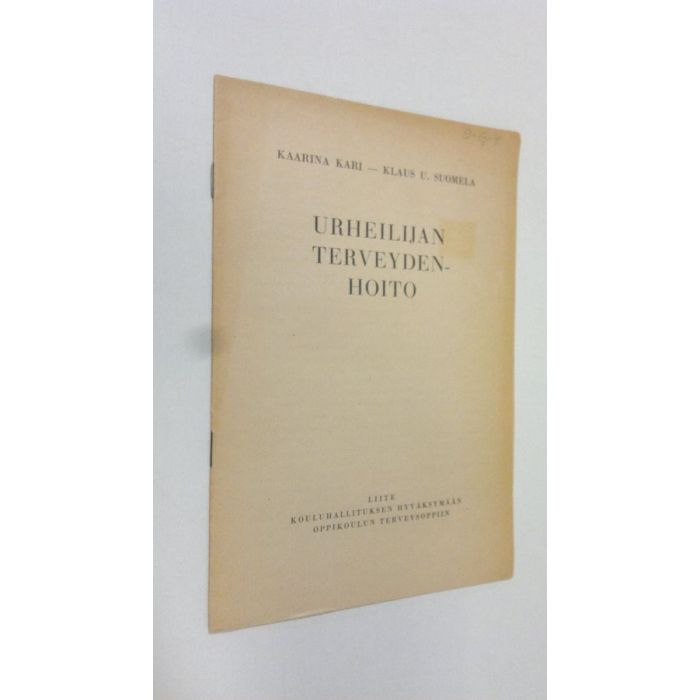 KAARINA KARI — KLAUS U. SUOMELA
URHEILIJAN
TERVEYDEN-
HOITO
LIITE
KOULUHALLITUKSEN HYVÄKSYMÄÄN
OPPIKOULUN TERVEYSOPPIIN